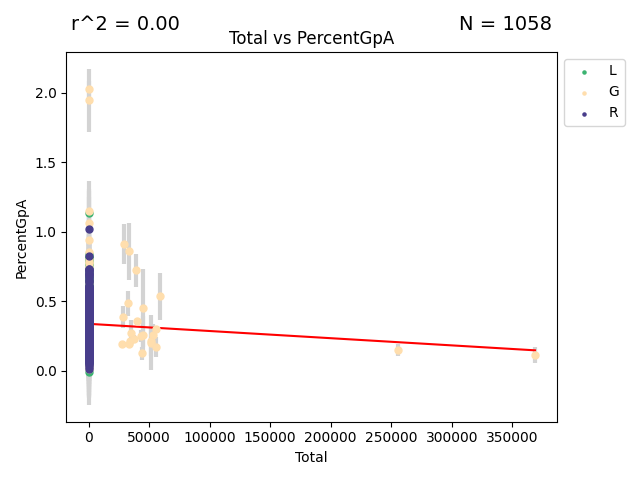 r^2 = 0.00
N = 1058
Total vs PercentGpA
L
G
R
2.0
1.5
1.0
0.5
0.0
PercentGpA
0 50000 100000 150000 200000 250000 300000 350000
Total